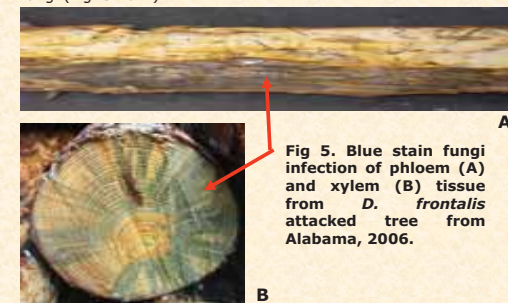 A
Fig 5. Blue stain fungi
infection of phloem (A)
and xylem (B) tissue
from D. frontalis
attacked tree from
Alabama, 2006.
B